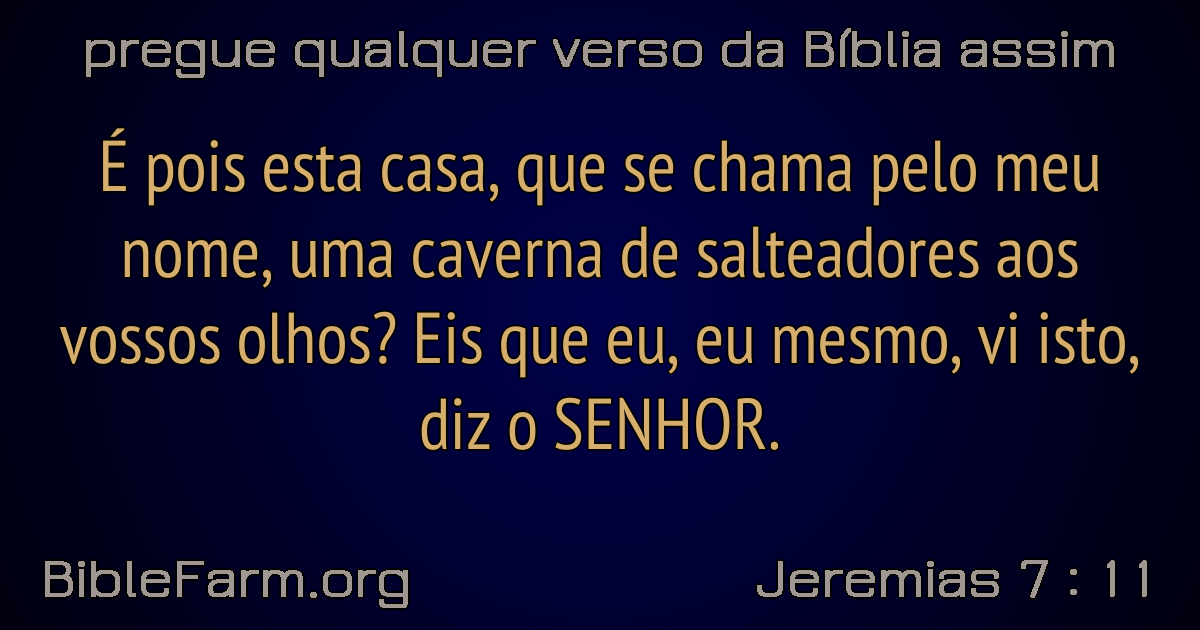 pregue qualquer verso da Bíblia assim
É pois esta casa, que se chama pelo meu
nome, uma caverna de salteadores aos
vossos olhos? Eis que eu, eu mesmo, vi isto,
diz o SENHOR.
BibleFarm.org
Jeremias 7 : 11